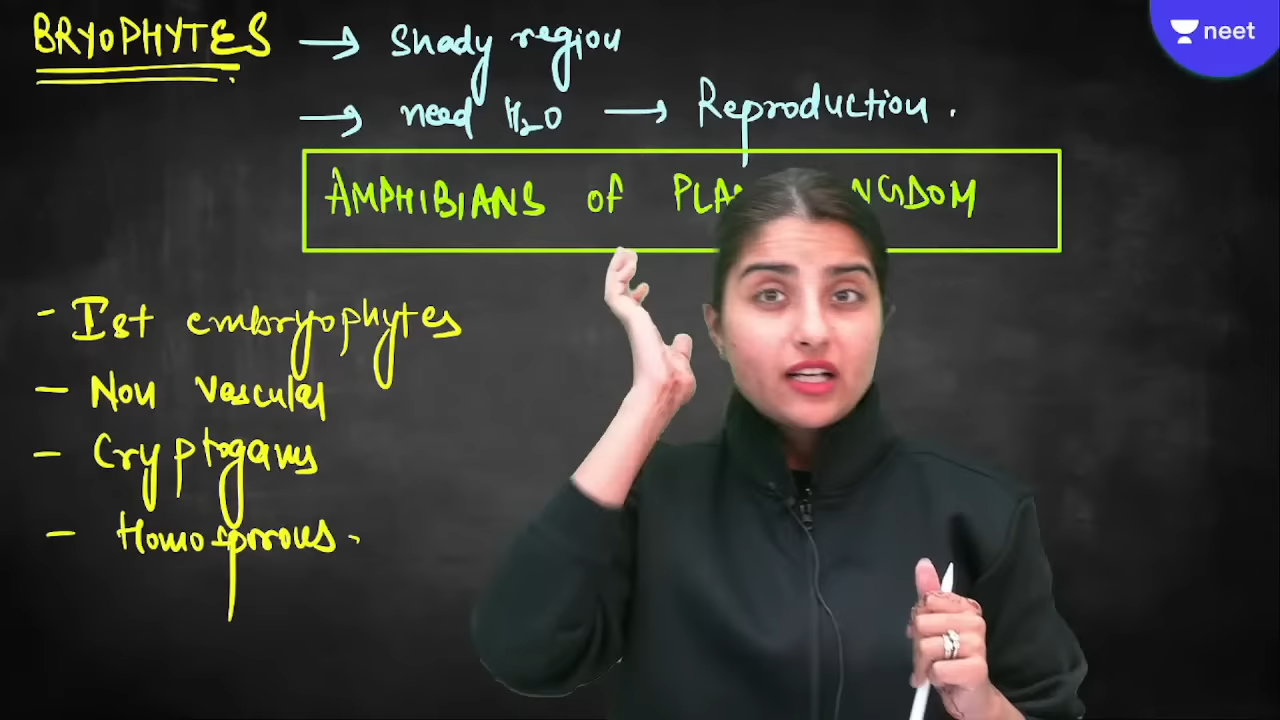 BRYOPHYTES → Shady region
→ need H2O → Reproduction.
AMPHIBIANS of PLA NGDOM
- Ist embryophytes
- Non vascular
- Cryptogams
- Homosporous.
neet